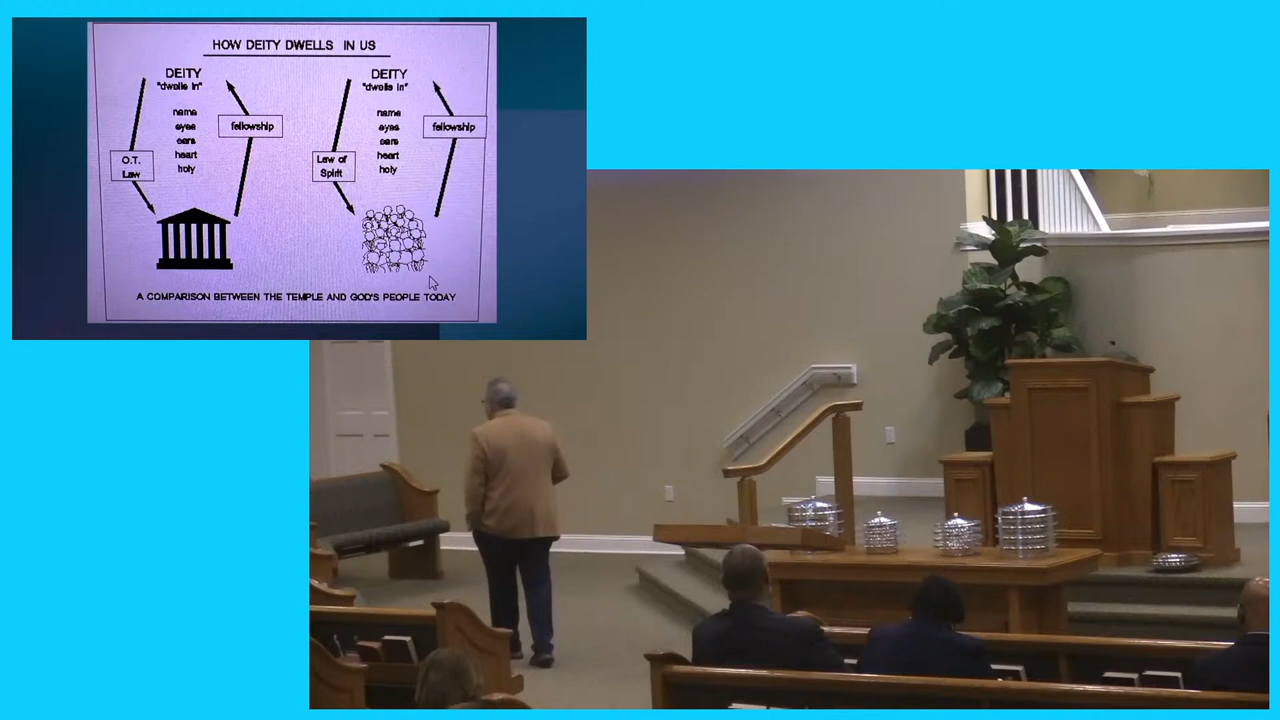 HOW DEITY DWELLS IN US
DEITY
"dwells in"
name
eyes
ears
heart
holy
O.T.
Law
fellowship
DEITY
"dwells in"
name
eyes
ears
heart
holy
Law of
Spirit
fellowship
A COMPARISON BETWEEN THE TEMPLE AND GOD'S PEOPLE TODAY